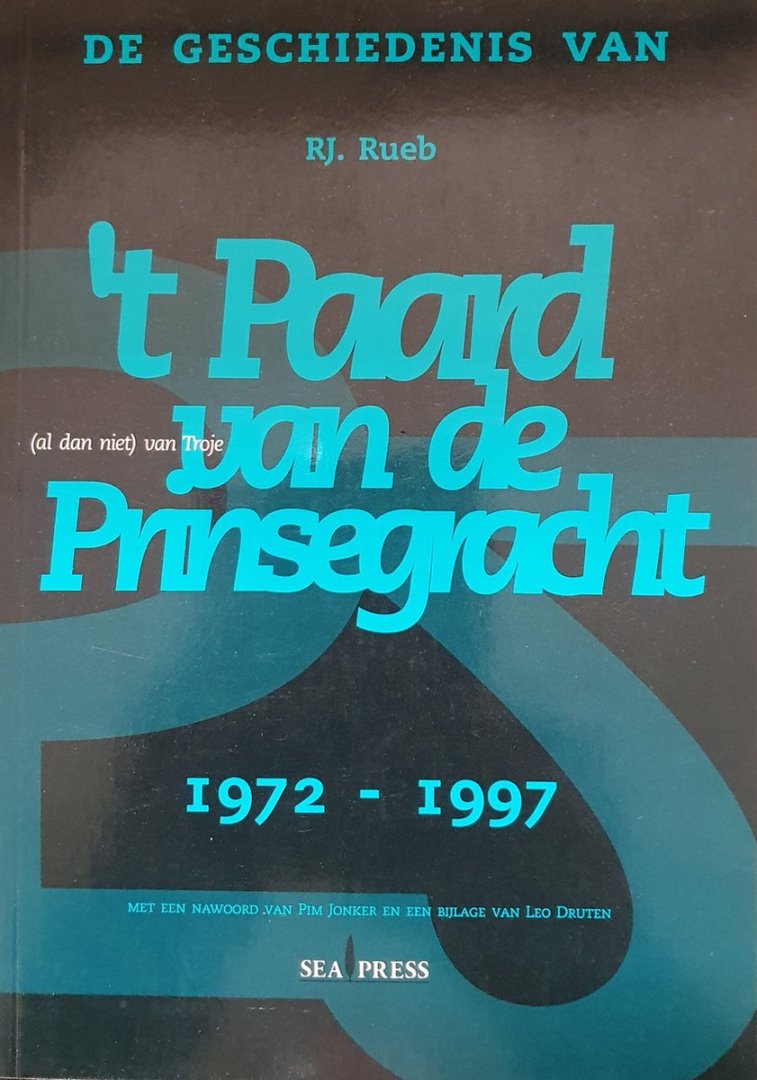 DE GESCHIEDENIS VAN
RJ. Rueb
't Paard
(al dan niet) van Troje
van de
Prinsegracht
1972 - 1997
MET EEN NAWOORD VAN PIM JONKER EN EEN BIJLAGE VAN LEO DRUTEN
SEA PRESS